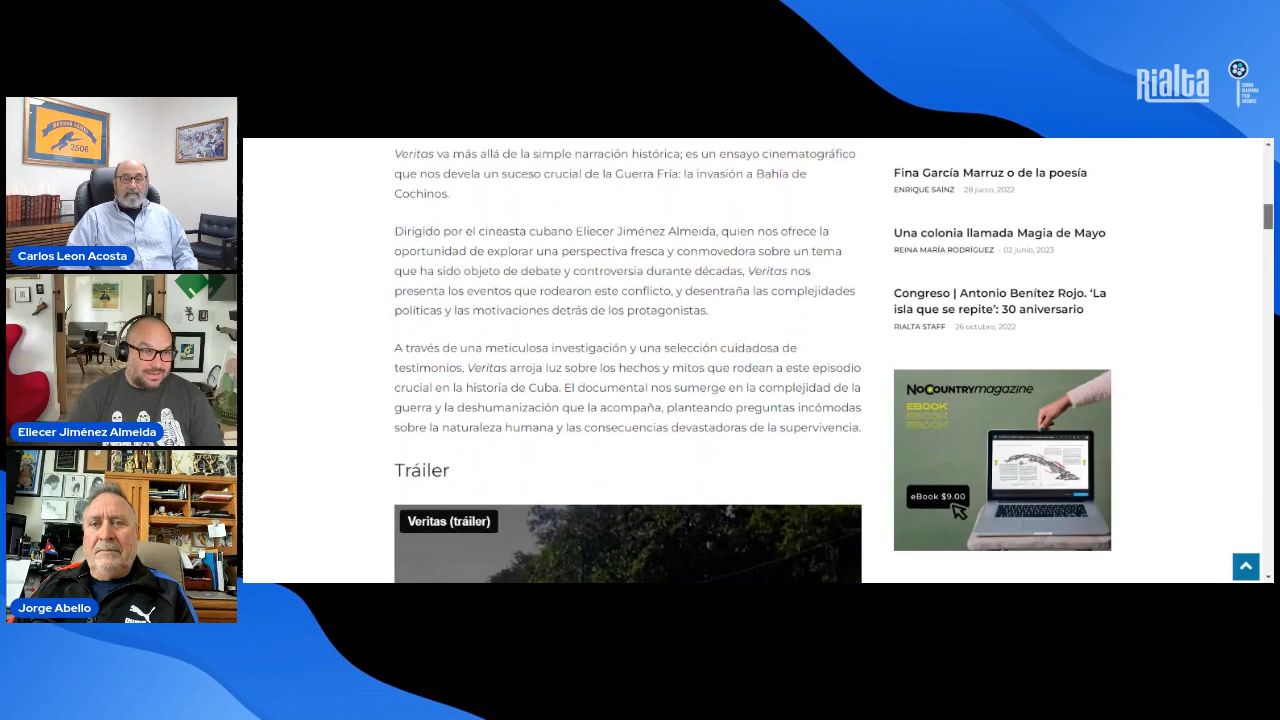 Rialta
BRIGADA ASALTO
2506
Carlos Leon Acosta
Eliecer Jiménez Almeida
Jorge Abello
Veritas va más allá de la simple narración histórica; es un ensayo cinematográfico
que nos devela un suceso crucial de la Guerra Fría: la invasión a Bahía de
Cochinos.
Dirigido por el cineasta cubano Eliecer Jiménez Almeida, quien nos ofrece la
oportunidad de explorar una perspectiva fresca y conmovedora sobre un tema
que ha sido objeto de debate y controversia durante décadas, Veritas nos
presenta los eventos que rodearon este conflicto, y desentraña las complejidades
políticas y las motivaciones detrás de los protagonistas.
A través de una meticulosa investigación y una selección cuidadosa de
testimonios, Veritas arroja luz sobre los hechos y mitos que rodean a este episodio
crucial en la historia de Cuba. El documental nos sumerge en la complejidad de la
guerra y la deshumanización que la acompaña, planteando preguntas incómodas
sobre la naturaleza humana y las consecuencias devastadoras de la supervivencia.
Tráiler
Veritas (tráiler)
Fina García Marruz o de la poesía
ENRIQUE SAÍNZ - 28 junio, 2022
Una colonia llamada Magia de Mayo
REINA MARÍA RODRÍGUEZ - 02 junio, 2023
Congreso | Antonio Benítez Rojo. ‘La
isla que se repite’: 30 aniversario
RIALTA STAFF - 26 octubre, 2022
NoCOUNTRYmagazine
EBOOK
EBOOK
EBOOK
eBook $9.00